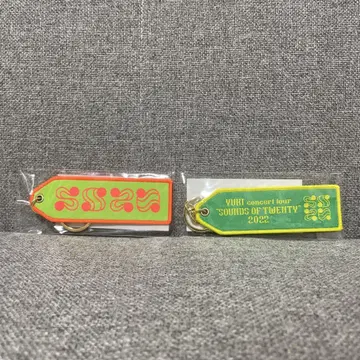 YUKI concert tour
"SOUNDS OF TWENTY"
2022